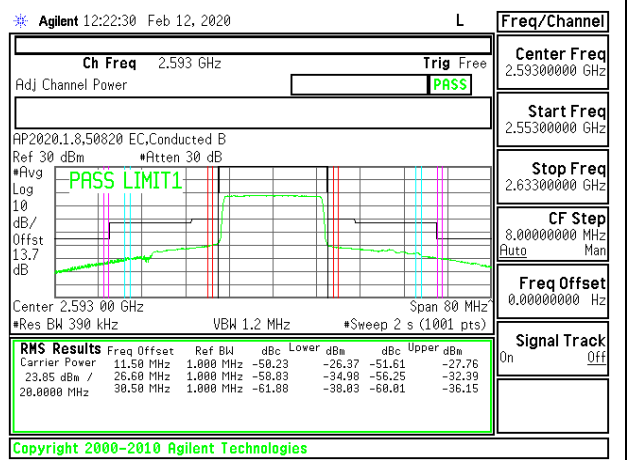 Agilent 12:22:30 Feb 12, 2020 L
Freq/Channel
Ch Freq 2.593 GHz Trig Free
Adj Channel Power PASS
AP2020.1.8,50820 EC,Conducted B
Ref 30 dBm #Atten 30 dB
#Avg
Log
10
dB/
Offst
13.7
dB
PASS LIMIT1
Center 2.593 00 GHz Span 80 MHz^
#Res BW 390 kHz VBW 1.2 MHz #Sweep 2 s (1001 pts)
RMS Results Freq Offset Ref BW dBc Lower dBm dBc Upper dBm
Carrier Power 11.50 MHz 1.000 MHz -50.23 -26.37 -51.61 -27.76
23.85 dBm / 26.60 MHz 1.000 MHz -58.83 -34.98 -56.25 -32.39
20.0000 MHz 30.50 MHz 1.000 MHz -61.88 -38.03 -60.01 -36.15
Copyright 2000-2010 Agilent Technologies
Center Freq
2.59300000 GHz
Start Freq
2.55300000 GHz
Stop Freq
2.63300000 GHz
CF Step
8.00000000 MHz
Auto Man
Freq Offset
0.00000000 Hz
Signal Track
On Off